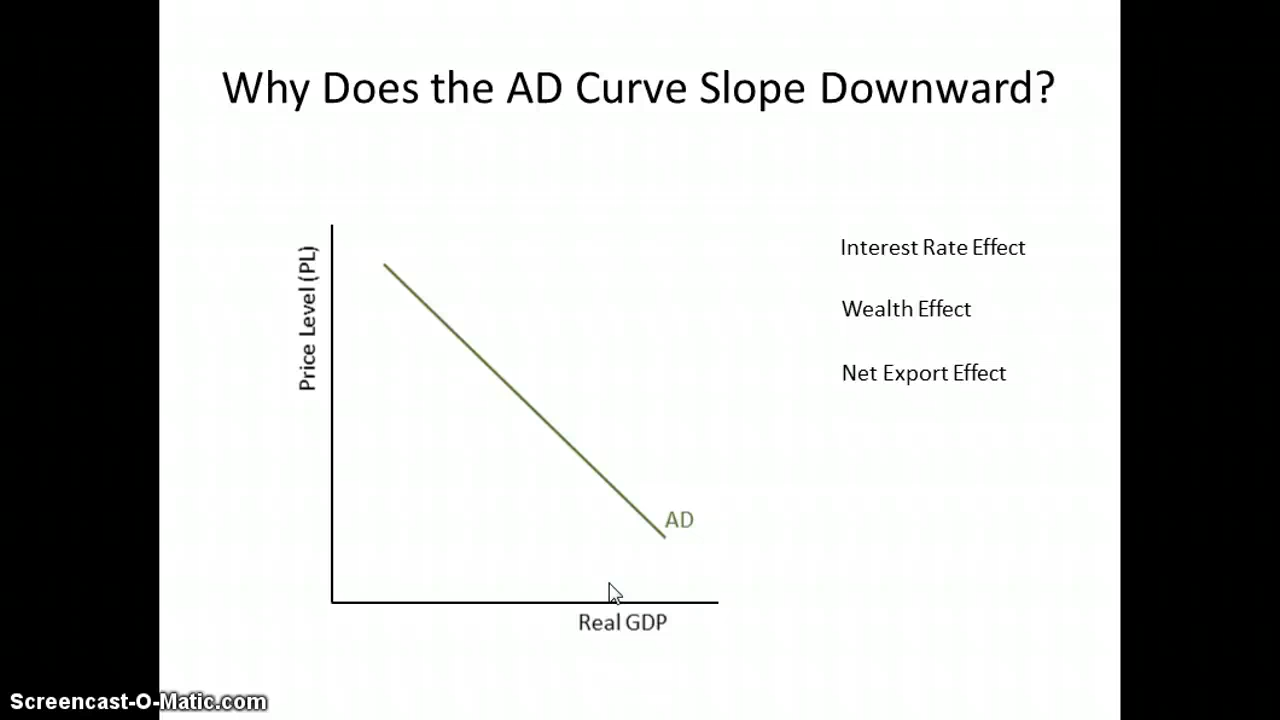 Why Does the AD Curve Slope Downward?
Price Level (PL)
AD
Real GDP
Interest Rate Effect
Wealth Effect
Net Export Effect
Screencast-O-Matic.com